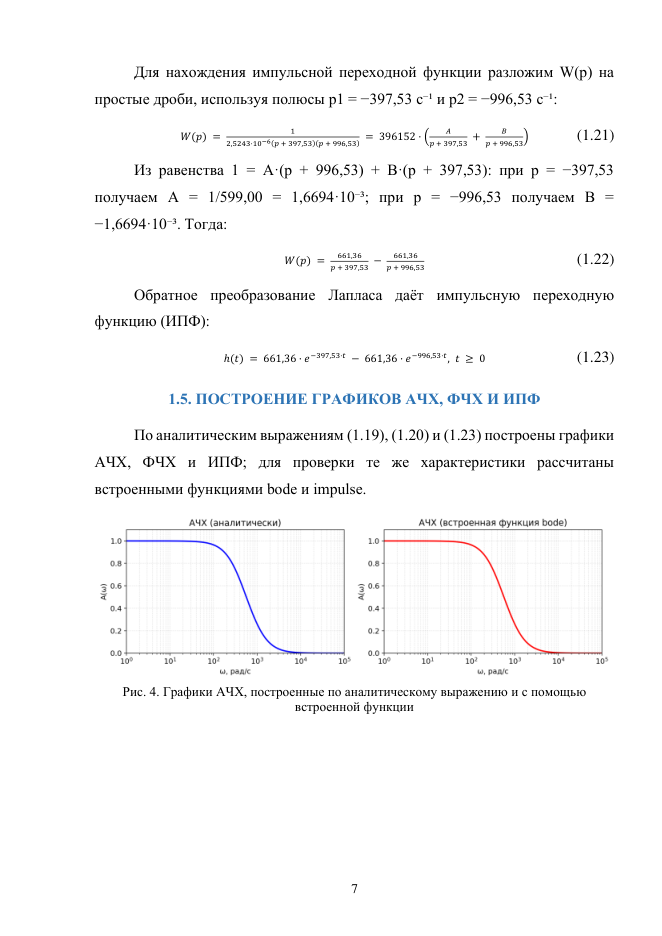 Для нахождения импульсной переходной функции разложим W(p) на
простые дроби, используя полюсы p1 = −397,53 с⁻¹ и p2 = −996,53 с⁻¹:
W(p) = 1 / (2,5243·10⁻⁶(p + 397,53)(p + 996,53)) = 396152 · (A / (p + 397,53) + B / (p + 996,53)) (1.21)
Из равенства 1 = A·(p + 996,53) + B·(p + 397,53): при p = −397,53
получаем A = 1/599,00 = 1,6694·10⁻³; при p = −996,53 получаем B =
−1,6694·10⁻³. Тогда:
W(p) = 661,36 / (p + 397,53) − 661,36 / (p + 996,53) (1.22)
Обратное преобразование Лапласа даёт импульсную переходную
функцию (ИПФ):
h(t) = 661,36 · e^(−397,53·t) − 661,36 · e^(−996,53·t), t ≥ 0 (1.23)
1.5. ПОСТРОЕНИЕ ГРАФИКОВ АЧХ, ФЧХ И ИПФ
По аналитическим выражениям (1.19), (1.20) и (1.23) построены графики
АЧХ, ФЧХ и ИПФ; для проверки те же характеристики рассчитаны
встроенными функциями bode и impulse.
АЧХ (аналитически)
A(ω)
1.0
0.8
0.6
0.4
0.2
0.0
10⁰ 10¹ 10² 10³ 10⁴ 10⁵
ω, рад/с
АЧХ (встроенная функция bode)
A(ω)
1.0
0.8
0.6
0.4
0.2
0.0
10⁰ 10¹ 10² 10³ 10⁴ 10⁵
ω, рад/с
Рис. 4. Графики АЧХ, построенные по аналитическому выражению и с помощью
встроенной функции
7